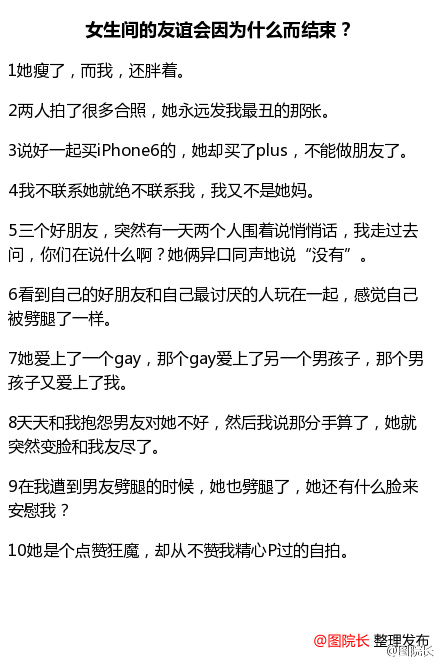 女生间的友谊会因为什么而结束？
1她瘦了，而我，还胖着。
2两人拍了很多合照，她永远发我最丑的那张。
3说好一起买iPhone6的，她却买了plus，不能做朋友了。
4我不联系她就绝不联系我，我又不是她妈。
5三个好朋友，突然有一天两个人围着说悄悄话，我走过去
问，你们在说什么啊？她俩异口同声地说“没有”。
6看到自己的好朋友和自己最讨厌的人玩在一起，感觉自己
被劈腿了一样。
7她爱上了一个gay，那个gay爱上了另一个男孩子，那个男
孩子又爱上了我。
8天天和我抱怨男友对她不好，然后我说那分手算了，她就
突然变脸和我友尽了。
9在我遭到男友劈腿的时候，她也劈腿了，她还有什么脸来
安慰我？
10她是个点赞狂魔，却从不赞我精心P过的自拍。
@图院长 整理发布
@图院长